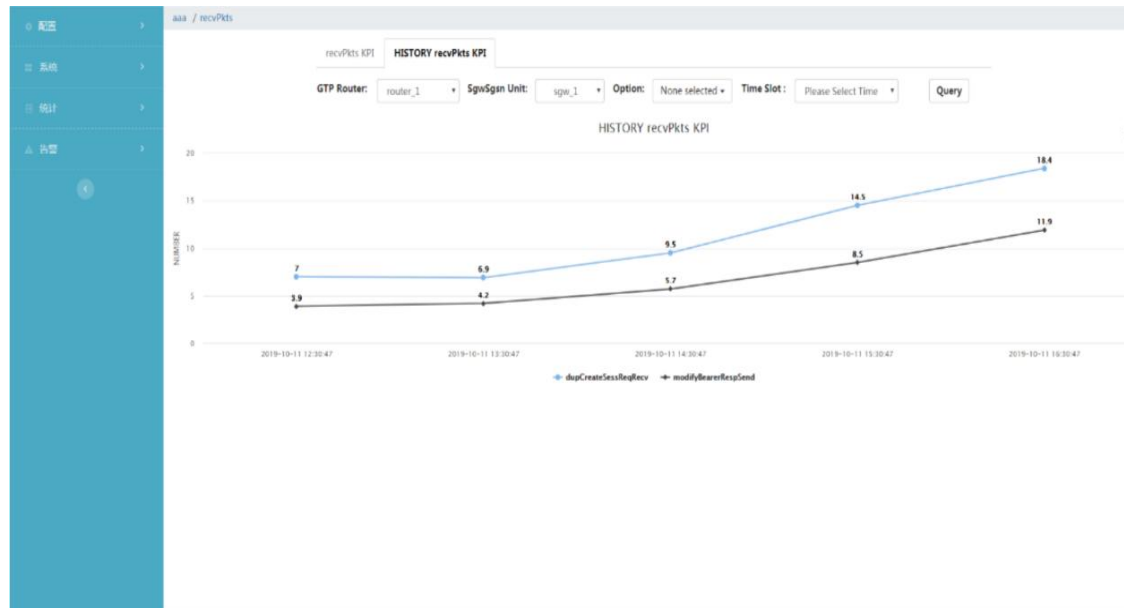 配置
系统
统计
告警
aaa / recvPkts
recvPkts KPI
HISTORY recvPkts KPI
GTP Router: router_1 SgwSgsn Unit: sgw_1 Option: None selected Time Slot : Please Select Time Query
HISTORY recvPkts KPI
NUMBER
20
15
10
5
0
7
6.9
9.5
14.5
18.4
3.9
4.2
5.7
8.5
11.9
2019-10-11 12:30:47
2019-10-11 13:30:47
2019-10-11 14:30:47
2019-10-11 15:30:47
2019-10-11 16:30:47
dupCreateSessReqRecv modifyBearerRespSend